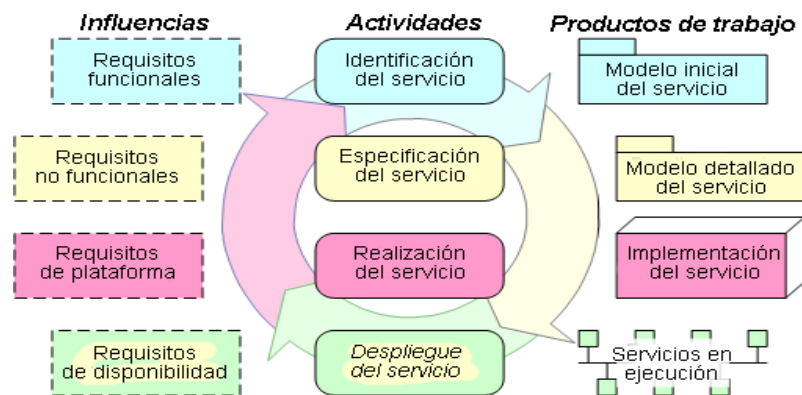 Influencias
Actividades
Productos de trabajo
Requisitos
funcionales
Identificación
del servicio
Modelo inicial
del servicio
Requisitos
no funcionales
Especificación
del servicio
Modelo detallado
del servicio
Requisitos
de plataforma
Realización
del servicio
Implementación
del servicio
Requisitos
de disponibilidad
Despliegue
del servicio
Servicios en
ejecución